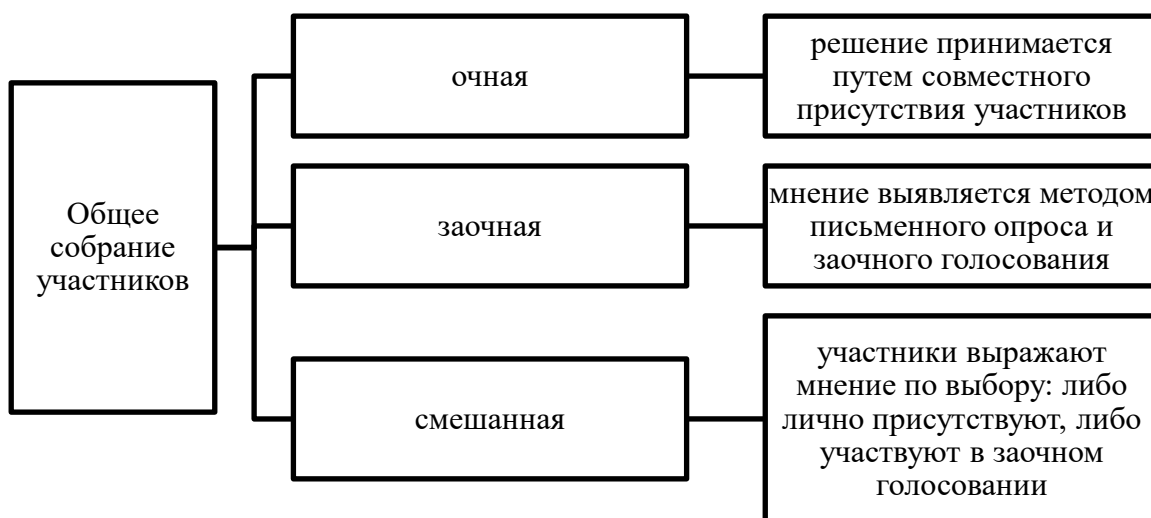 Общее
собрание
участников
очная
решение принимается
путем совместного
присутствия участников
заочная
мнение выявляется методом
письменного опроса и
заочного голосования
смешанная
участники выражают
мнение по выбору: либо
лично присутствуют, либо
участвуют в заочном
голосовании